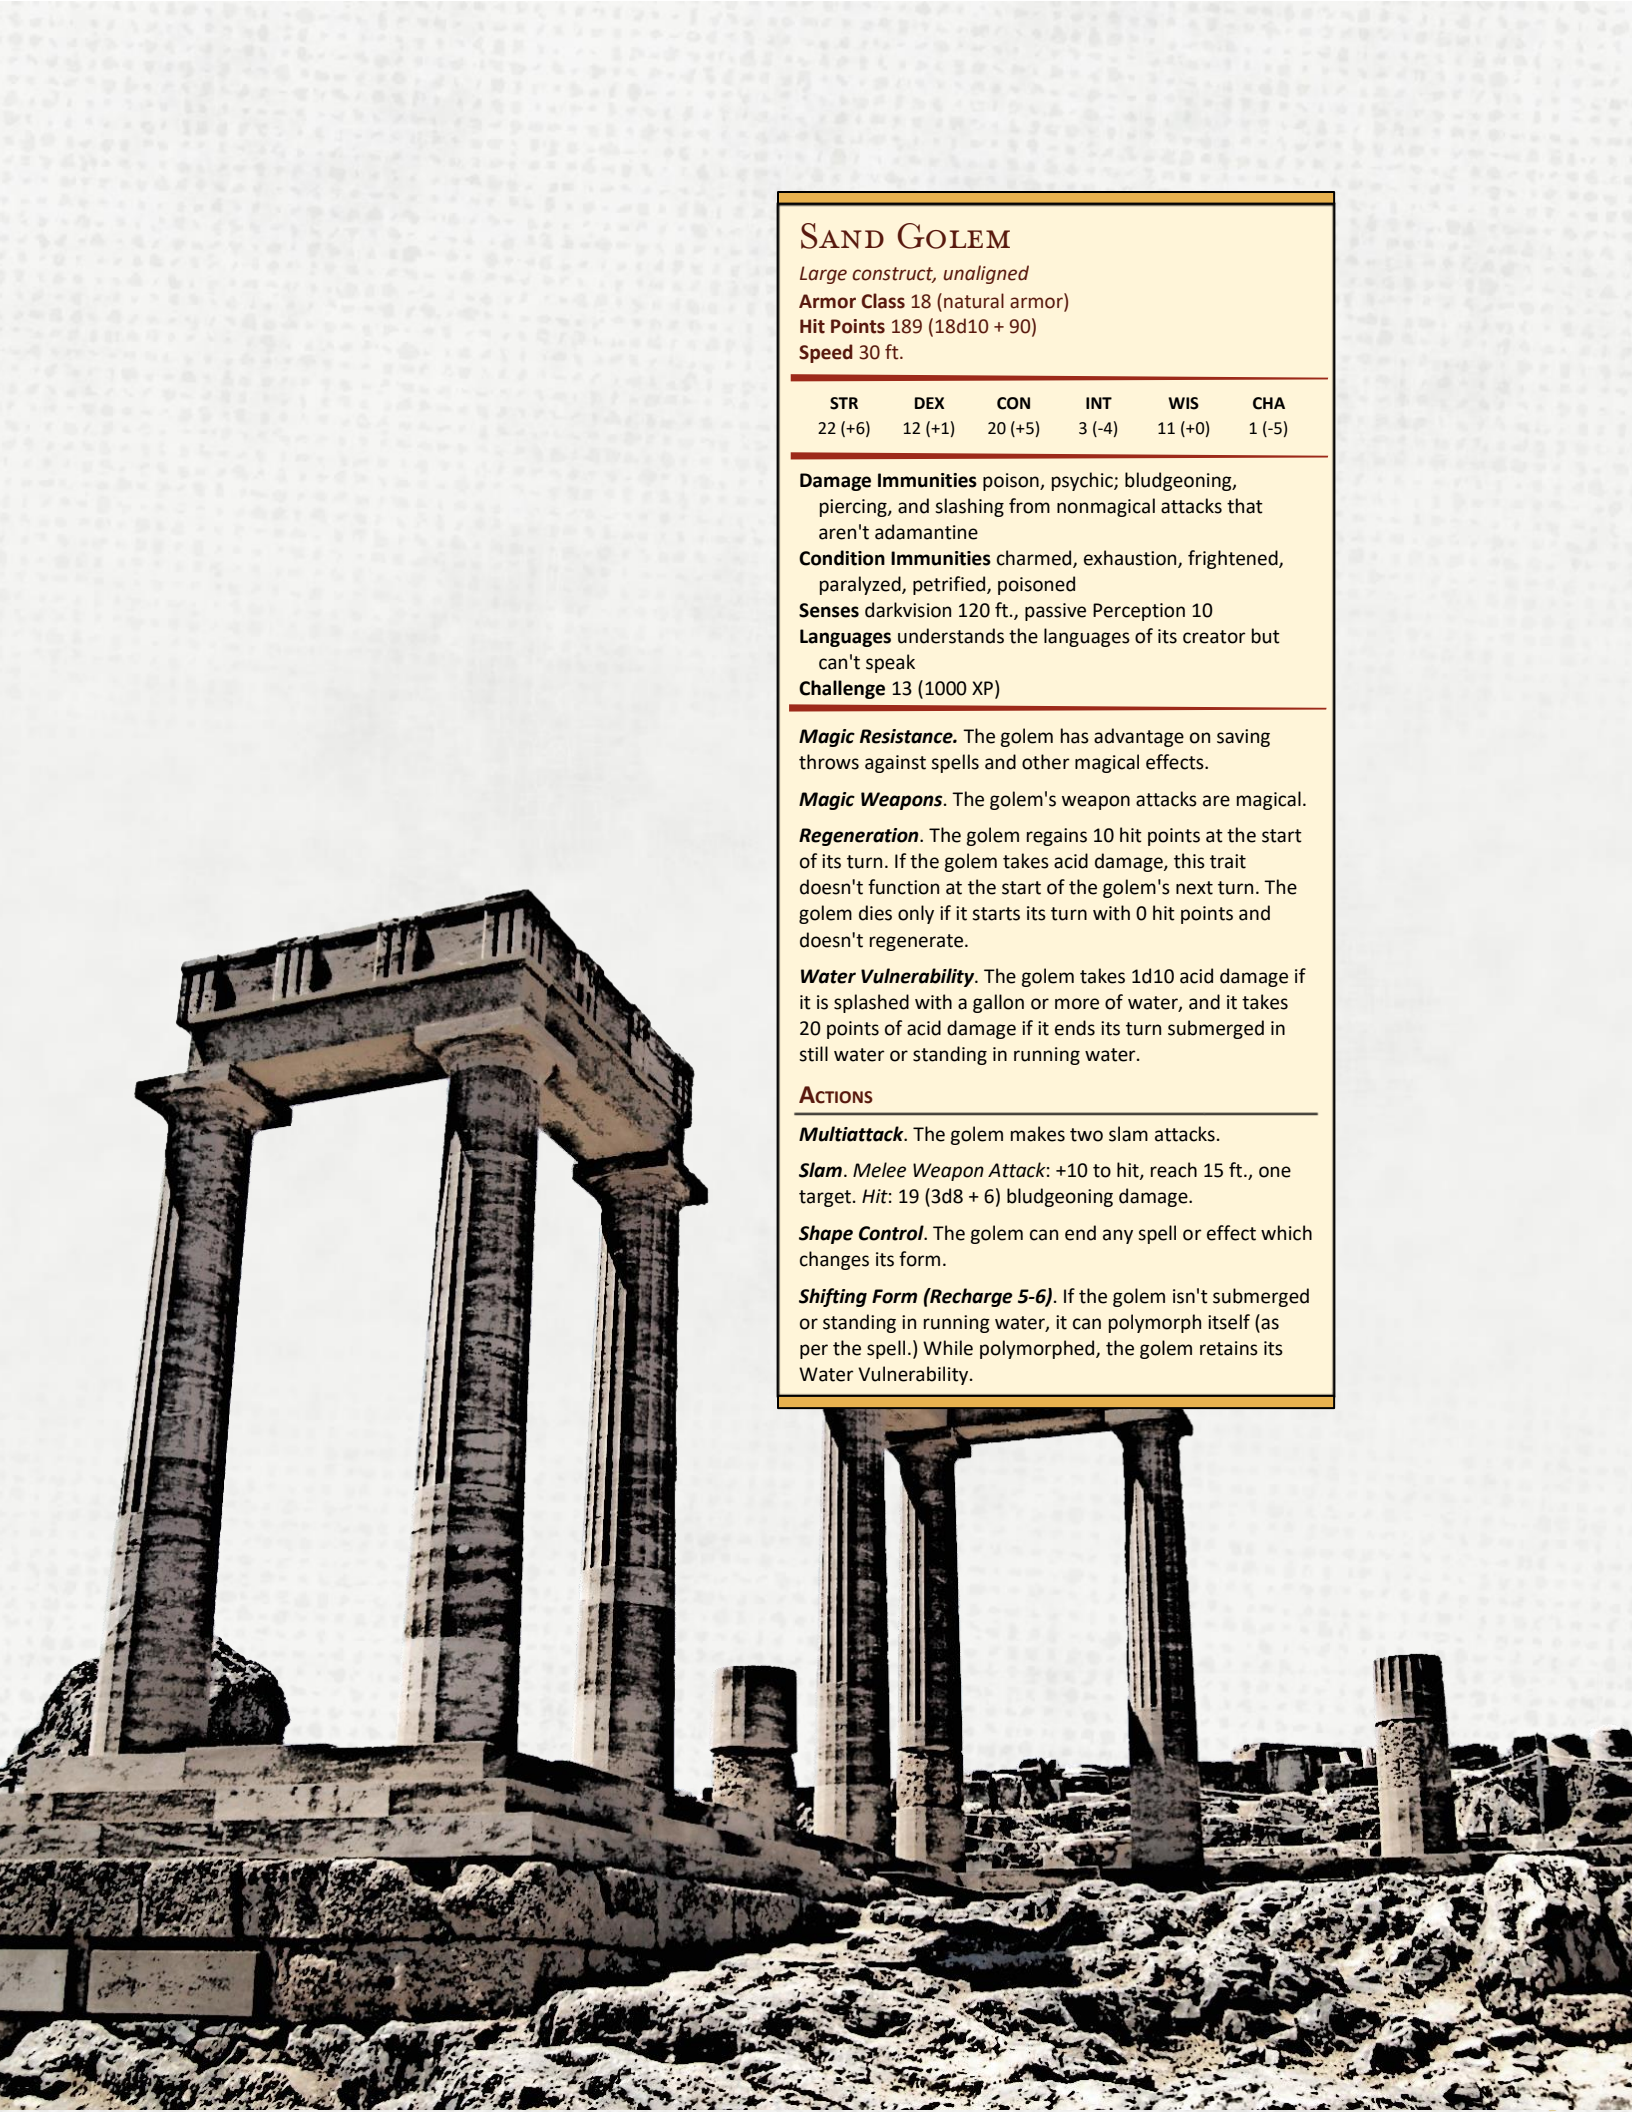 SAND GOLEM
Large construct, unaligned
Armor Class 18 (natural armor)
Hit Points 189 (18d10 + 90)
Speed 30 ft.
STR DEX CON INT WIS CHA
22 (+6) 12 (+1) 20 (+5) 3 (-4) 11 (+0) 1 (-5)
Damage Immunities poison, psychic; bludgeoning,
piercing, and slashing from nonmagical attacks that
aren't adamantine
Condition Immunities charmed, exhaustion, frightened,
paralyzed, petrified, poisoned
Senses darkvision 120 ft., passive Perception 10
Languages understands the languages of its creator but
can't speak
Challenge 13 (1000 XP)
Magic Resistance. The golem has advantage on saving
throws against spells and other magical effects.
Magic Weapons. The golem's weapon attacks are magical.
Regeneration. The golem regains 10 hit points at the start
of its turn. If the golem takes acid damage, this trait
doesn't function at the start of the golem's next turn. The
golem dies only if it starts its turn with 0 hit points and
doesn't regenerate.
Water Vulnerability. The golem takes 1d10 acid damage if
it is splashed with a gallon or more of water, and it takes
20 points of acid damage if it ends its turn submerged in
still water or standing in running water.
ACTIONS
Multiattack. The golem makes two slam attacks.
Slam. Melee Weapon Attack: +10 to hit, reach 15 ft., one
target. Hit: 19 (3d8 + 6) bludgeoning damage.
Shape Control. The golem can end any spell or effect which
changes its form.
Shifting Form (Recharge 5-6). If the golem isn't submerged
or standing in running water, it can polymorph itself (as
per the spell.) While polymorphed, the golem retains its
Water Vulnerability.